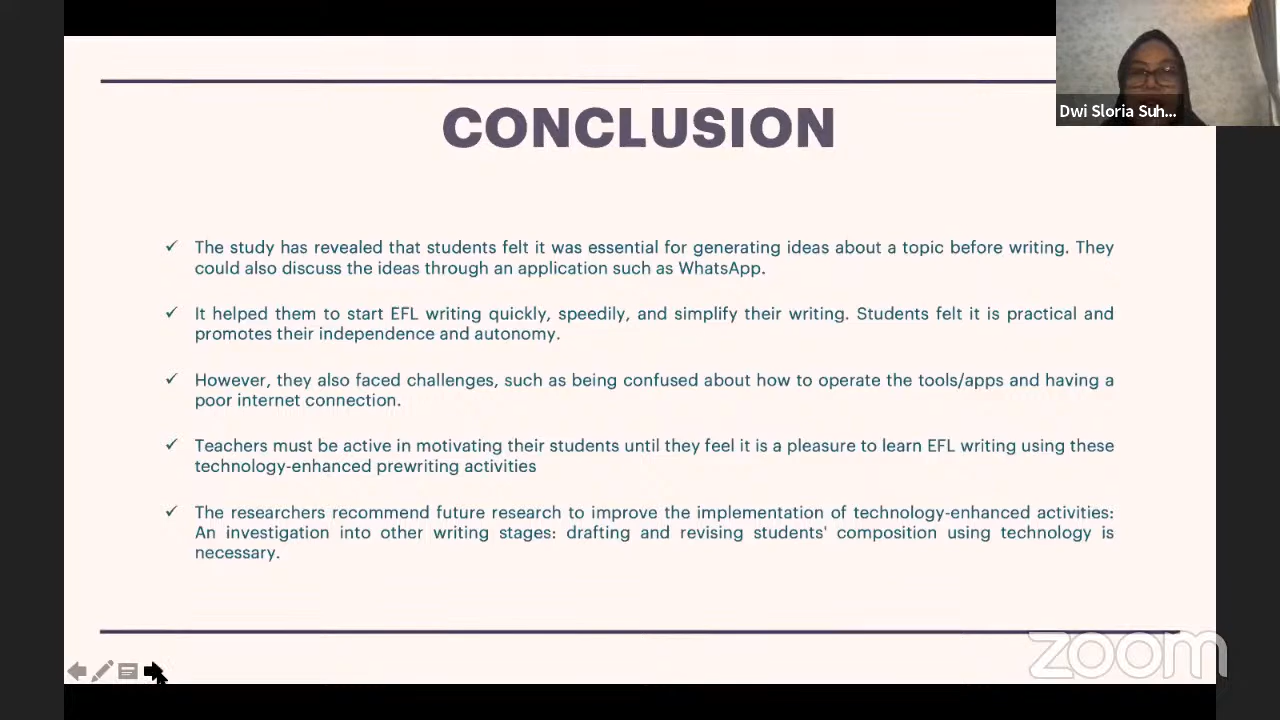 Dwi Sloria Suh...
CONCLUSION
✓ The study has revealed that students felt it was essential for generating ideas about a topic before writing. They
could also discuss the ideas through an application such as WhatsApp.
✓ It helped them to start EFL writing quickly, speedily, and simplify their writing. Students felt it is practical and
promotes their independence and autonomy.
✓ However, they also faced challenges, such as being confused about how to operate the tools/apps and having a
poor internet connection.
✓ Teachers must be active in motivating their students until they feel it is a pleasure to learn EFL writing using these
technology-enhanced prewriting activities
✓ The researchers recommend future research to improve the implementation of technology-enhanced activities:
An investigation into other writing stages: drafting and revising students' composition using technology is
necessary.
zoom